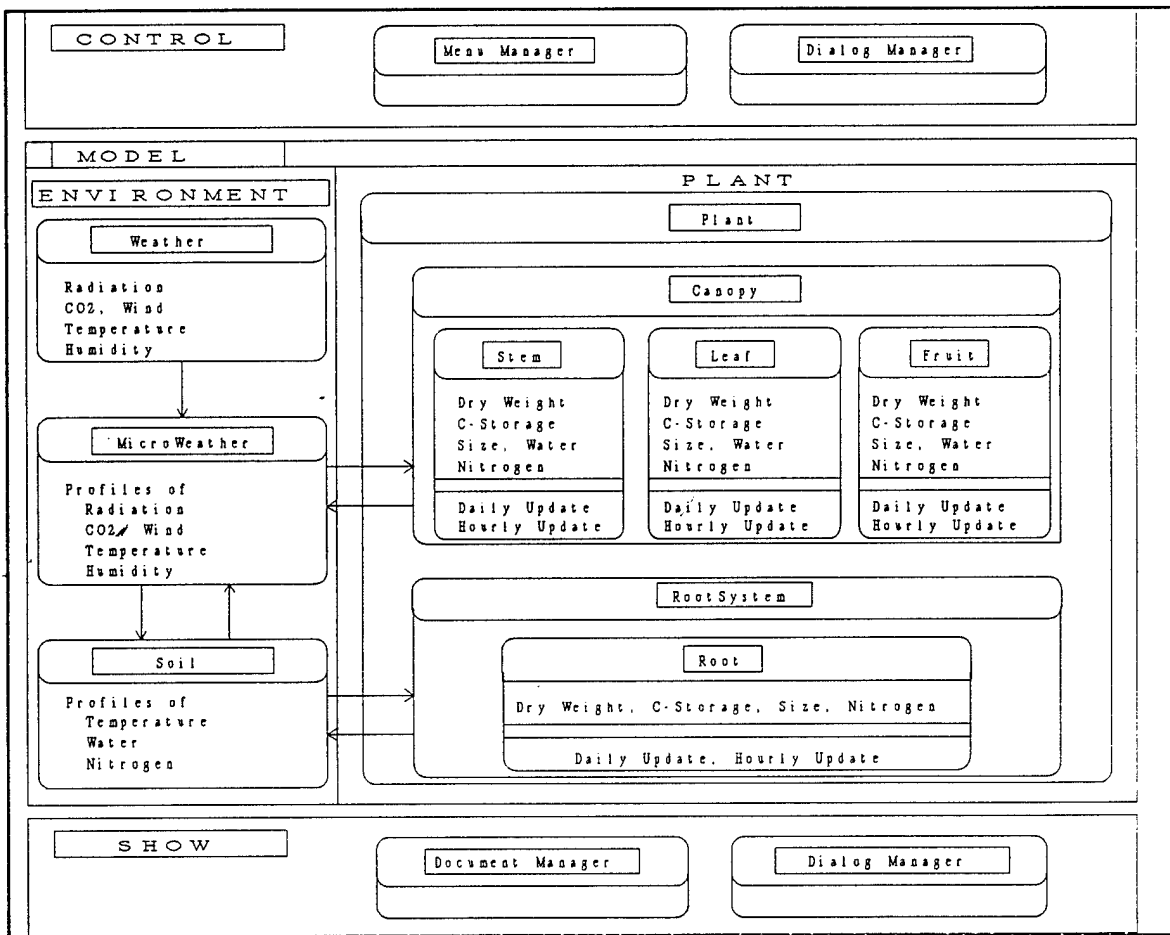 CONTROL
Menu Manager
Dialog Manager
MODEL
ENVIRONMENT
Weather
Radiation
CO2, Wind
Temperature
Humidity
MicroWeather
Profiles of
Radiation
CO2, Wind
Temperature
Humidity
Soil
Profiles of
Temperature
Water
Nitrogen
PLANT
Plant
Canopy
Stem
Dry Weight
C-Storage
Size, Water
Nitrogen
Daily Update
Hourly Update
Leaf
Dry Weight
C-Storage
Size, Water
Nitrogen
Daily Update
Hourly Update
Fruit
Dry Weight
C-Storage
Size, Water
Nitrogen
Daily Update
Hourly Update
RootSystem
Root
Dry Weight, C-Storage, Size, Nitrogen
Daily Update, Hourly Update
SHOW
Document Manager
Dialog Manager